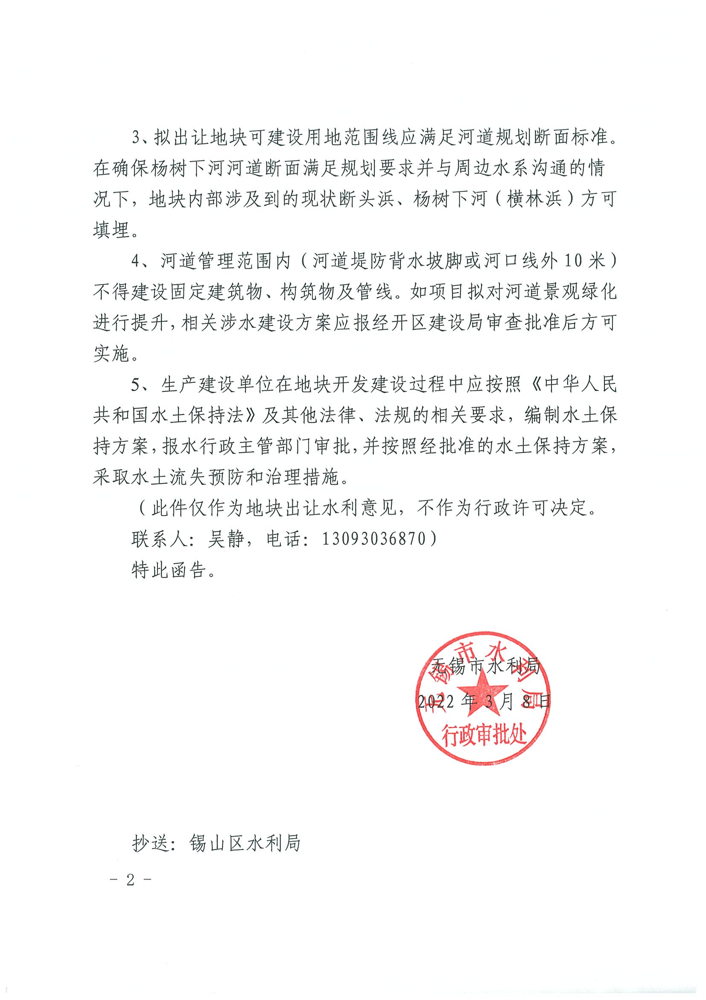 3、拟出让地块可建设用地范围线应满足河道规划断面标准。
在确保杨树下河河道断面满足规划要求并与周边水系沟通的情
况下，地块内部涉及到的现状断头浜、杨树下河（横林浜）方可
填埋。
4、河道管理范围内（河道堤防背水坡脚或河口线外10米）
不得建设固定建筑物、构筑物及管线。如项目拟对河道景观绿化
进行提升，相关涉水建设方案应报经开区建设局审查批准后方可
实施。
5、生产建设单位在地块开发建设过程中应按照《中华人民
共和国水土保持法》及其他法律、法规的相关要求，编制水土保
持方案，报水行政主管部门审批，并按照经批准的水土保持方案，
采取水土流失预防和治理措施。
（此件仅作为地块出让水利意见，不作为行政许可决定。
联系人：吴静，电话：13093036870）
特此函告。
无锡市水利局
2022年3月8日
无锡市水利局
行政审批处
抄送：锡山区水利局
- 2 -